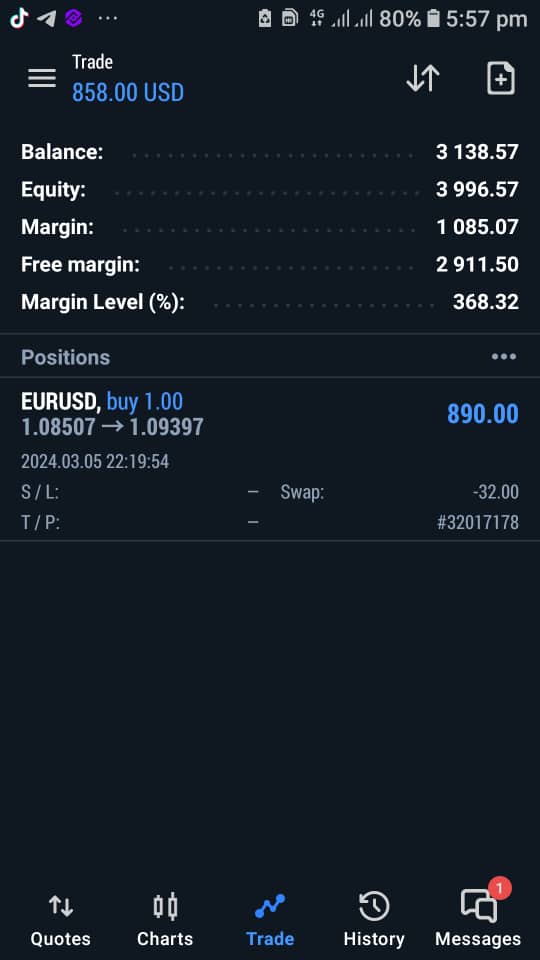 4G 80% 5:57 pm
Trade
858.00 USD
Balance: 3 138.57
Equity: 3 996.57
Margin: 1 085.07
Free margin: 2 911.50
Margin Level (%): 368.32
Positions
EURUSD, buy 1.00
1.08507 → 1.09397 890.00
2024.03.05 22:19:54
S / L: – Swap: -32.00
T / P: – #32017178
1
Quotes Charts Trade History Messages